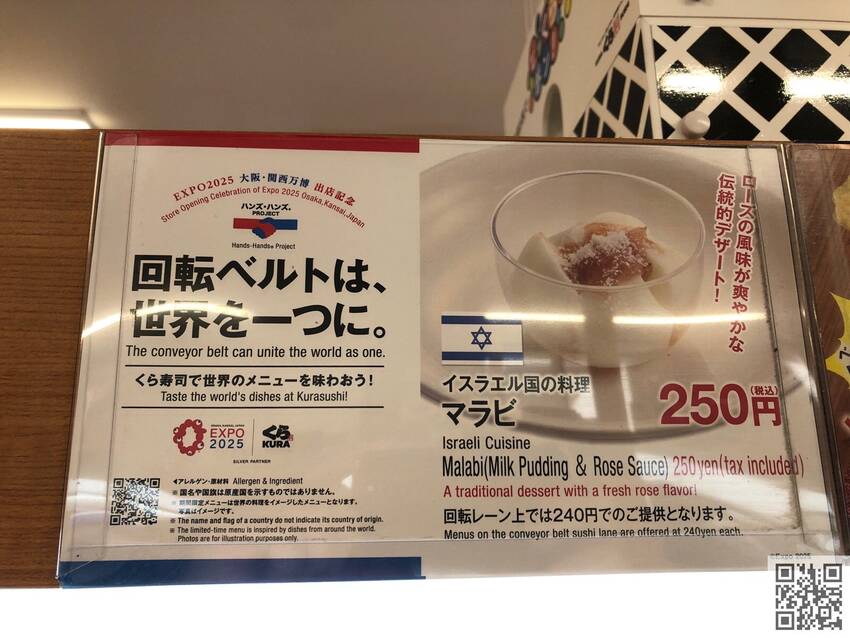 EXPO2025 大阪・関西万博 出店記念
Store Opening Celebration of Expo 2025 Osaka, Kansai, Japan
ハンズ・ハンズ®
PROJECT
Hands-Hands® Project
回転ベルトは、
世界を一つに。
The conveyor belt can unite the world as one.
くら寿司で世界のメニューを味わおう!
Taste the world's dishes at Kurasushi!
OSAKA, KANSAI, JAPAN
EXPO
2025
くら
KURA
SILVER PARTNER
アレルゲン・原材料 Allergen & Ingredient
※国名や国旗は原産国を示すものではありません。
※期間限定メニューは世界の料理をイメージしたメニューとなります。
写真はイメージです。
※ The name and flag of a country do not indicate its country of origin.
※ The limited-time menu is inspired by dishes from around the world.
Photos are for illustration purposes only.
ローズの風味が爽やかな
伝統的デザート!
イスラエル国の料理
マラビ
250円(税込)
Israeli Cuisine
Malabi(Milk Pudding & Rose Sauce) 250yen(tax included)
A traditional dessert with a fresh rose flavor!
回転レーン上では240円でのご提供となります。
Menus on the conveyor belt sushi lane are offered at 240yen each.
©Expo 2025